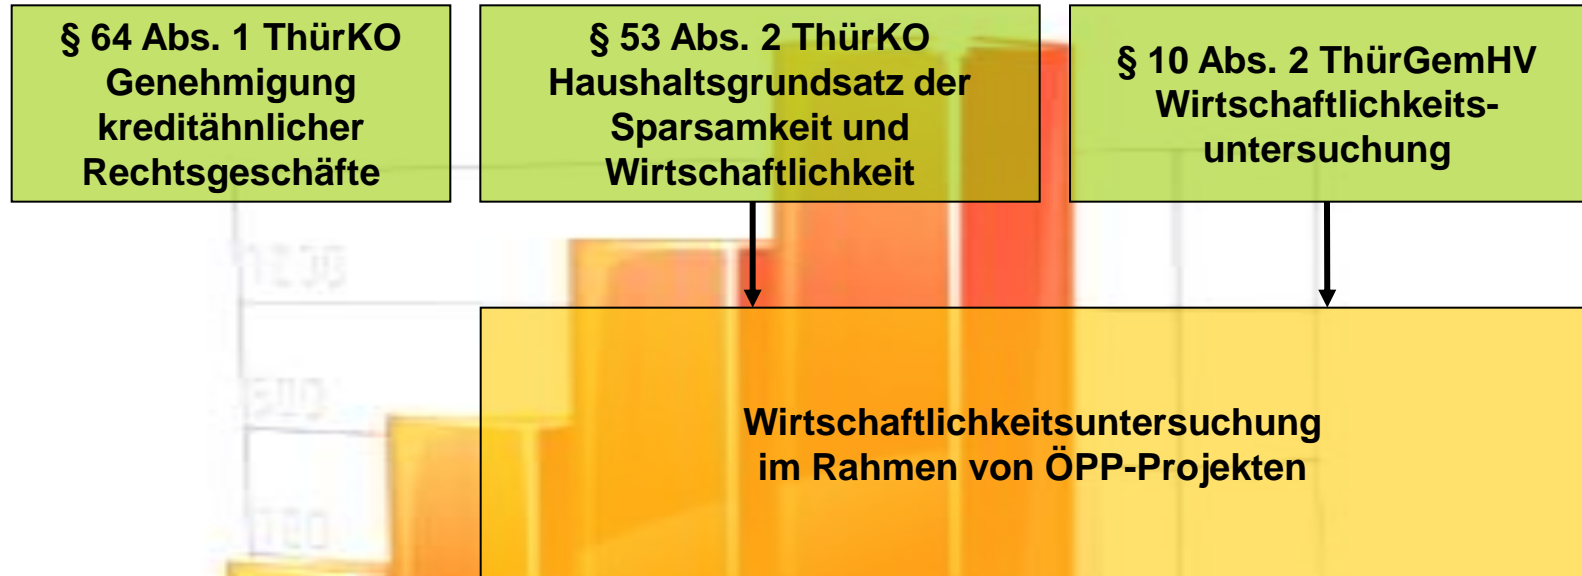 § 64 Abs. 1 ThürKO
Genehmigung
kreditähnlicher
Rechtsgeschäfte
§ 53 Abs. 2 ThürKO
Haushaltsgrundsatz der
Sparsamkeit und
Wirtschaftlichkeit
§ 10 Abs. 2 ThürGemHV
Wirtschaftlichkeits-
untersuchung
Wirtschaftlichkeitsuntersuchung
im Rahmen von ÖPP-Projekten